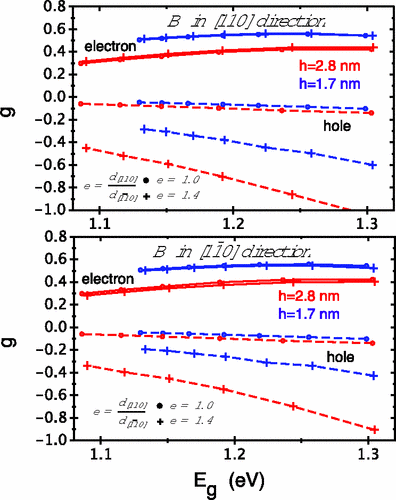 B in [110] direction.
0.8
0.6
0.4
0.2
0.0
-0.2
-0.4
-0.6
-0.8
-1.0
g
electron
h=2.8 nm
h=1.7 nm
hole
e = d[110] / d[1̄10] e = 1.0
e = 1.4
1.1 1.2 1.3
B in [11̄0] direction.
0.8
0.6
0.4
0.2
0.0
-0.2
-0.4
-0.6
-0.8
-1.0
g
electron
h=2.8 nm
h=1.7 nm
hole
e = d[110] / d[1̄10] e = 1.0
e = 1.4
1.1 1.2 1.3
Eg (eV)